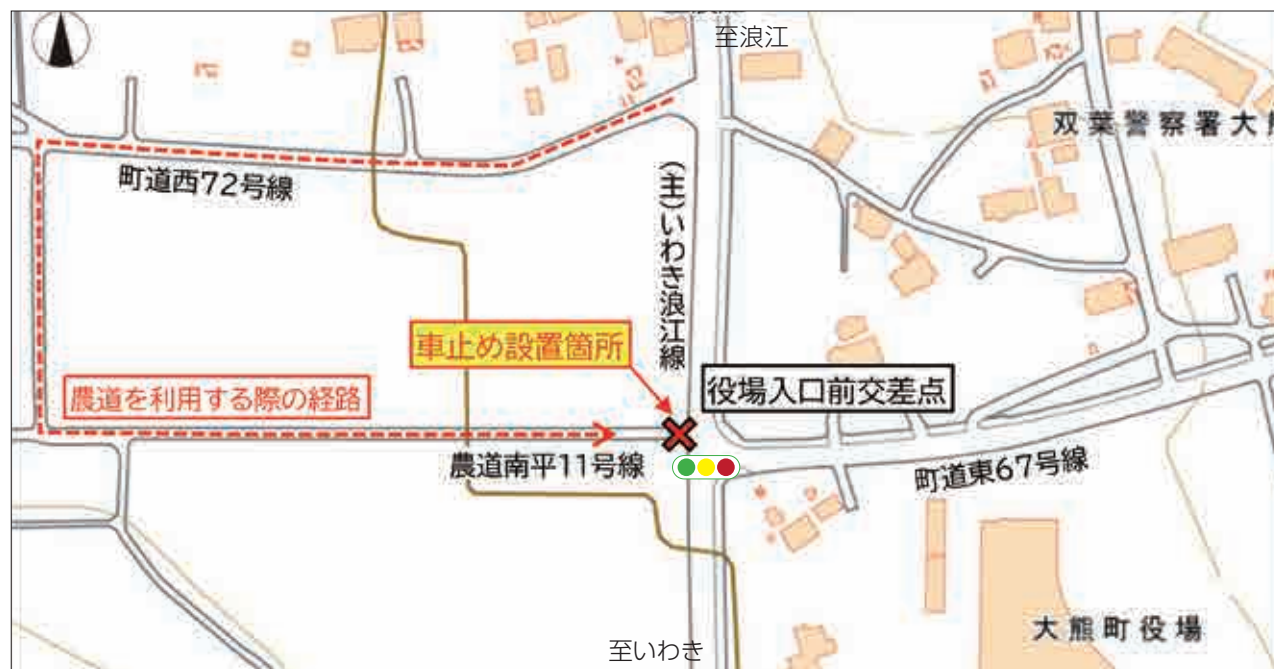 至浪江
双葉警察署大
町道西72号線
(主)いわき浪江線
車止め設置箇所
役場入口前交差点
農道を利用する際の経路
農道南平11号線
町道東67号線
大熊町役場
至いわき